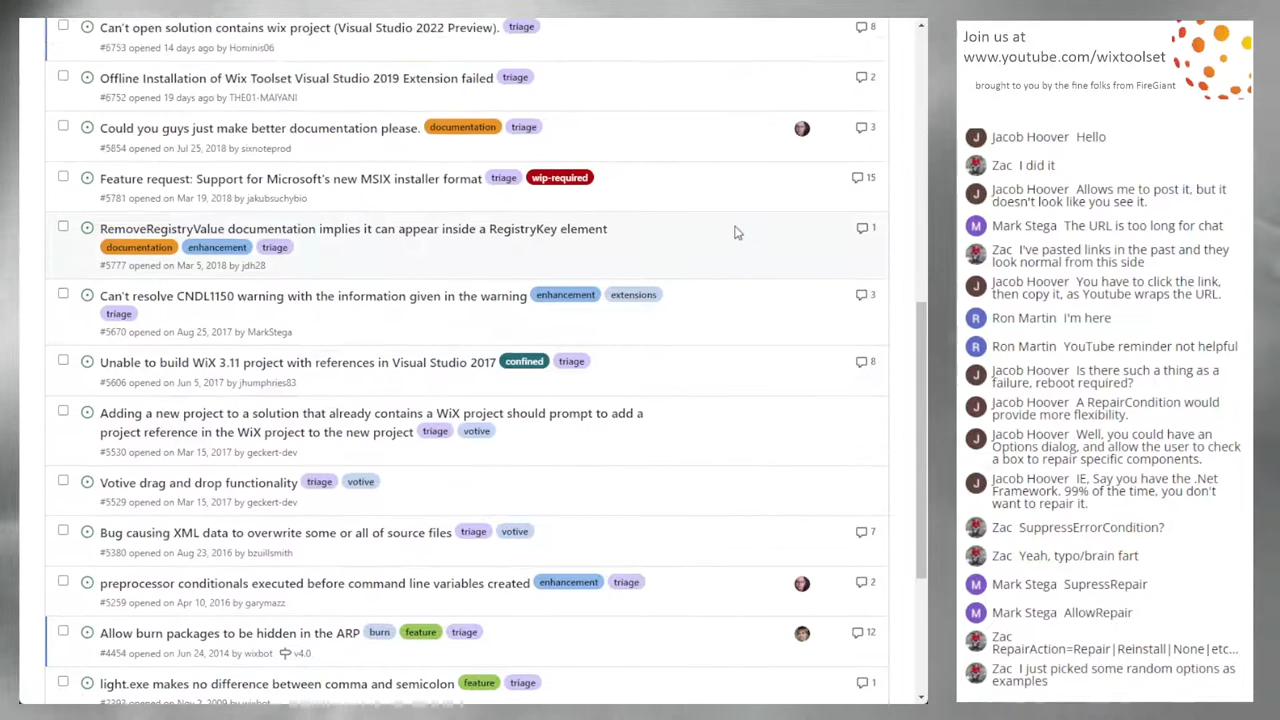 Can't open solution contains wix project (Visual Studio 2022 Preview). triage 8
#6753 opened 14 days ago by Hominis06
Offline Installation of Wix Toolset Visual Studio 2019 Extension failed triage 2
#6752 opened 19 days ago by THE01-MAIYANI
Could you guys just make better documentation please. documentation triage 3
#5854 opened on Jul 25, 2018 by sixnoteprod
Feature request: Support for Microsoft's new MSIX installer format triage wip-required 15
#5781 opened on Mar 19, 2018 by jakubsuchybio
RemoveRegistryValue documentation implies it can appear inside a RegistryKey element 1
documentation enhancement triage
#5777 opened on Mar 5, 2018 by jdh28
Can't resolve CNDL1150 warning with the information given in the warning enhancement extensions 3
triage
#5670 opened on Aug 25, 2017 by MarkStega
Unable to build WiX 3.11 project with references in Visual Studio 2017 confined triage 8
#5606 opened on Jun 5, 2017 by jhumphries83
Adding a new project to a solution that already contains a WiX project should prompt to add a
project reference in the WiX project to the new project triage votive
#5530 opened on Mar 15, 2017 by geckert-dev
Votive drag and drop functionality triage votive
#5529 opened on Mar 15, 2017 by geckert-dev
Bug causing XML data to overwrite some or all of source files triage votive 7
#5380 opened on Aug 23, 2016 by bzuillsmith
preprocessor conditionals executed before command line variables created enhancement triage 2
#5259 opened on Apr 10, 2016 by garymazz
Allow burn packages to be hidden in the ARP burn feature triage 12
#4454 opened on Jun 24, 2014 by wixbot v4.0
light.exe makes no difference between comma and semicolon feature triage 1
#2393 opened on Nov 2, 2009 by wixbot
Join us at
www.youtube.com/wixtoolset
brought to you by the fine folks from FireGiant
J Jacob Hoover Hello
Zac I did it
J Jacob Hoover Allows me to post it, but it
doesn't look like you see it.
M Mark Stega The URL is too long for chat
Zac I've pasted links in the past and they
look normal from this side
J Jacob Hoover You have to click the link,
then copy it, as Youtube wraps the URL.
R Ron Martin I'm here
R Ron Martin YouTube reminder not helpful
J Jacob Hoover Is there such a thing as a
failure, reboot required?
J Jacob Hoover A RepairCondition would
provide more flexibility.
J Jacob Hoover Well, you could have an
Options dialog, and allow the user to check
a box to repair specific components.
J Jacob Hoover IE, Say you have the .Net
Framework. 99% of the time, you don't
want to repair it.
Zac SuppressErrorCondition?
Zac Yeah, typo/brain fart
M Mark Stega SupressRepair
M Mark Stega AllowRepair
Zac
RepairAction=Repair|Reinstall|None|etc...
Zac I just picked some random options as
examples